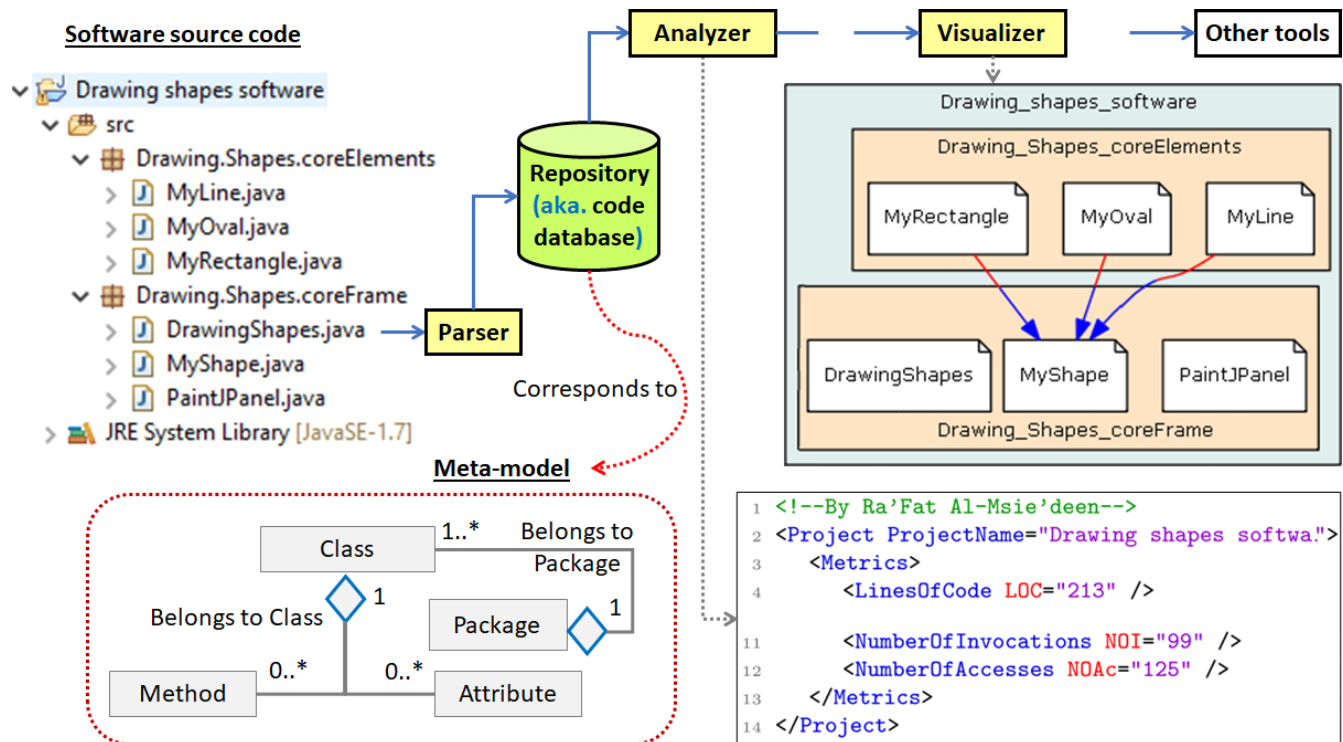 Software source code
Drawing shapes software
src
Drawing.Shapes.coreElements
MyLine.java
MyOval.java
MyRectangle.java
Drawing.Shapes.coreFrame
DrawingShapes.java
MyShape.java
PaintJPanel.java
JRE System Library [JavaSE-1.7]
Parser
Repository
(aka. code
database)
Analyzer
Visualizer
Other tools
Drawing_shapes_software
Drawing_Shapes_coreElements
MyRectangle
MyOval
MyLine
DrawingShapes
MyShape
PaintJPanel
Drawing_Shapes_coreFrame
Corresponds to
Meta-model
Class
1..*
Belongs to
Package
1
Belongs to Class
Package
1
0..*
0..*
Method
Attribute
1 <!--By Ra'Fat Al-Msie'deen-->
2 <Project ProjectName="Drawing shapes softwa.">
3 <Metrics>
4 <LinesOfCode LOC="213" />
11 <NumberOfInvocations NOI="99" />
12 <NumberOfAccesses NOAc="125" />
13 </Metrics>
14 </Project>